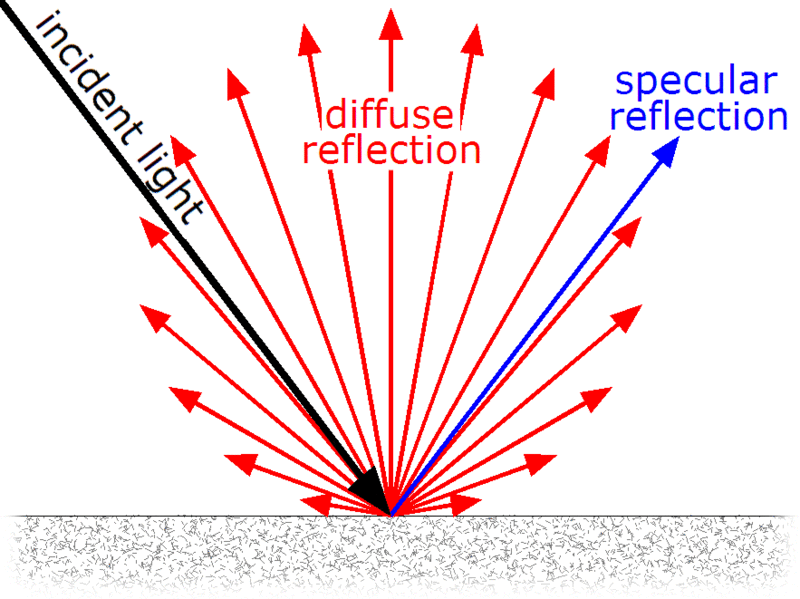 incident light
diffuse
reflection
specular
reflection